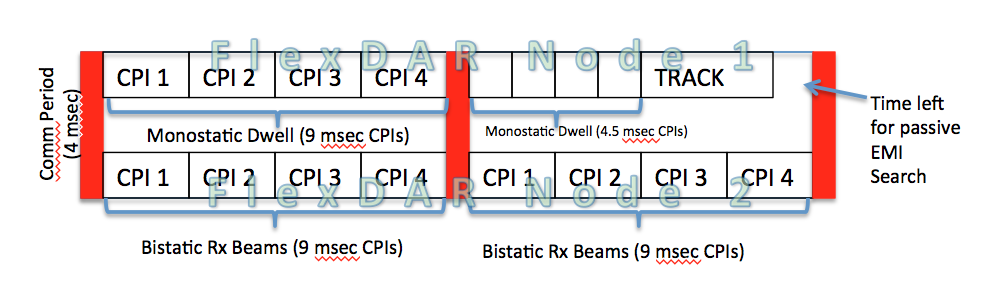 FlexDAR Node 1
CPI 1 CPI 2 CPI 3 CPI 4 TRACK
Comm Period
(4 msec)
Monostatic Dwell (9 msec CPIs)
Monostatic Dwell (4.5 msec CPIs)
Time left
for passive
EMI
Search
CPI 1 CPI 2 CPI 3 CPI 4 CPI 1 CPI 2 CPI 3 CPI 4
FlexDAR Node 2
Bistatic Rx Beams (9 msec CPIs)
Bistatic Rx Beams (9 msec CPIs)